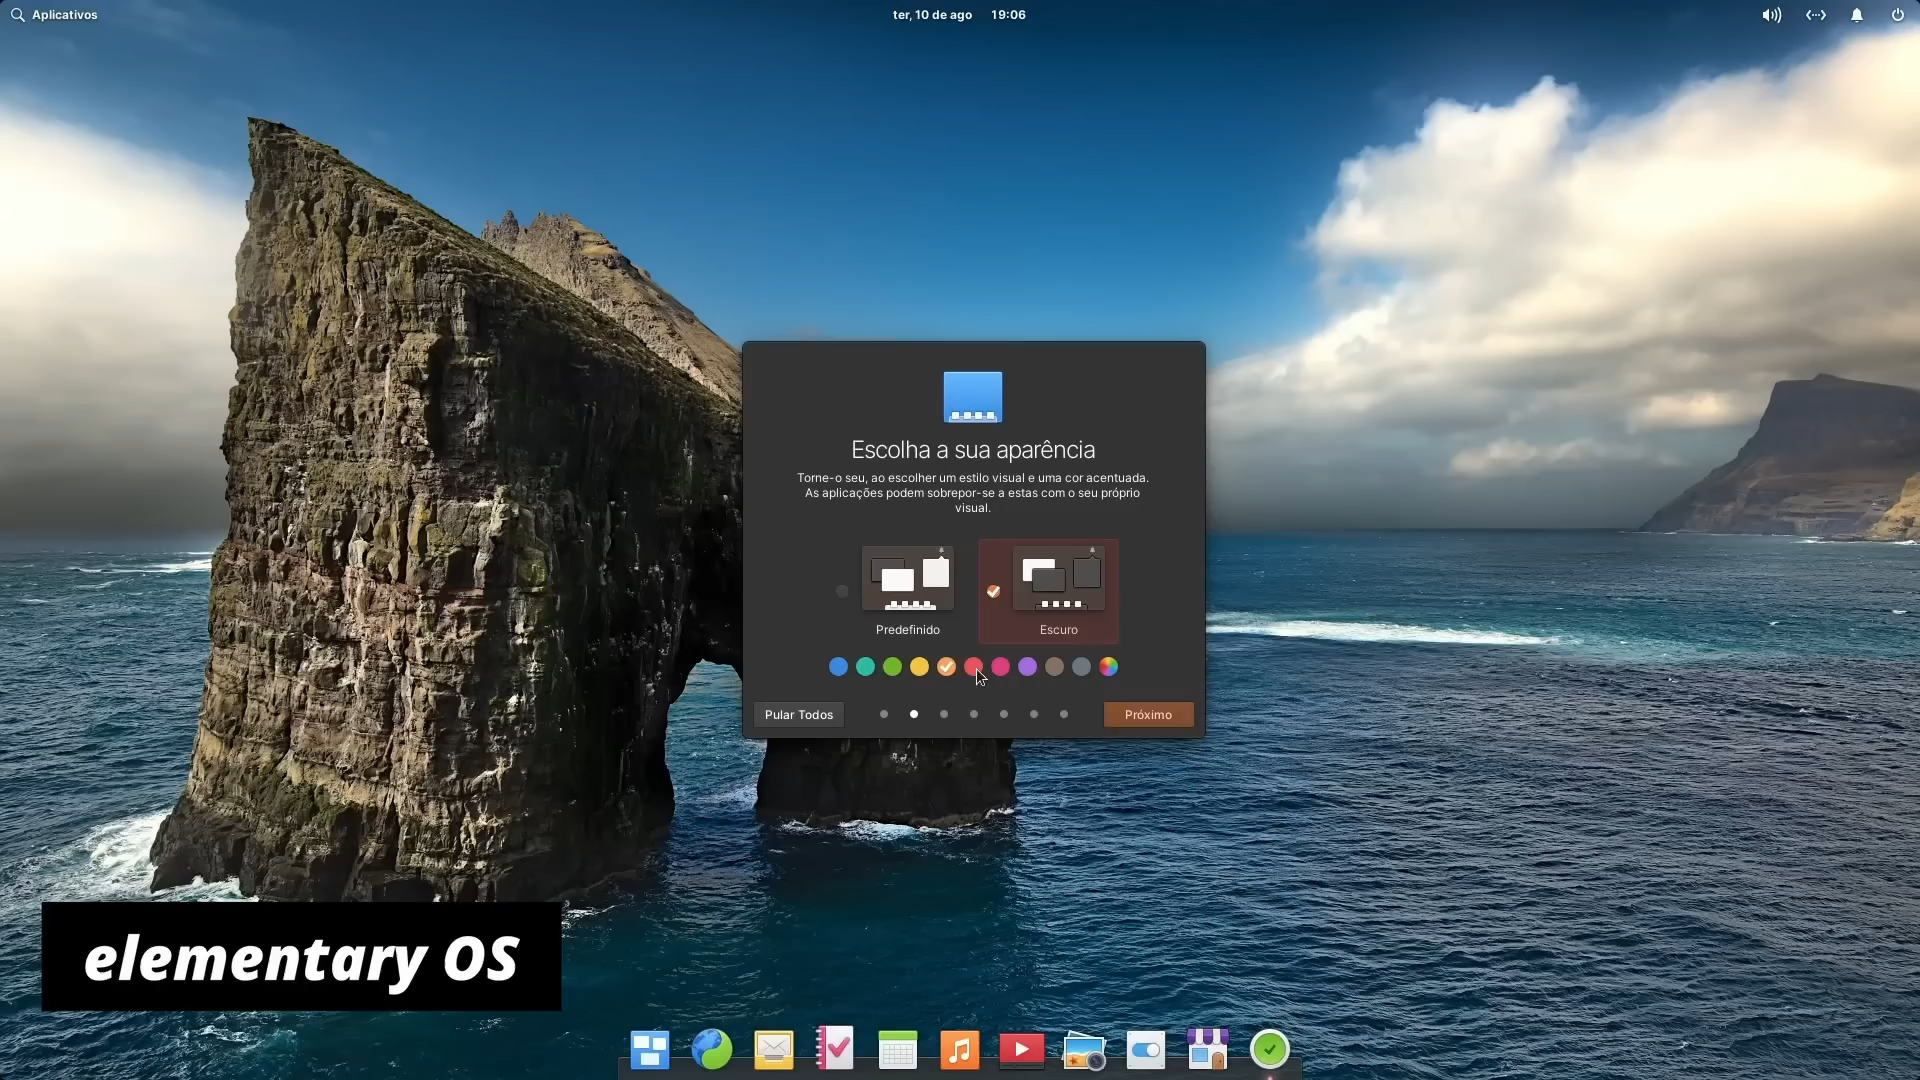 Aplicativos
ter, 10 de ago 19:06
Escolha a sua aparência
Torne-o seu, ao escolher um estilo visual e uma cor acentuada.
As aplicações podem sobrepor-se a estas com o seu próprio
visual.
Predefinido
Escuro
Pular Todos
Próximo
elementary OS